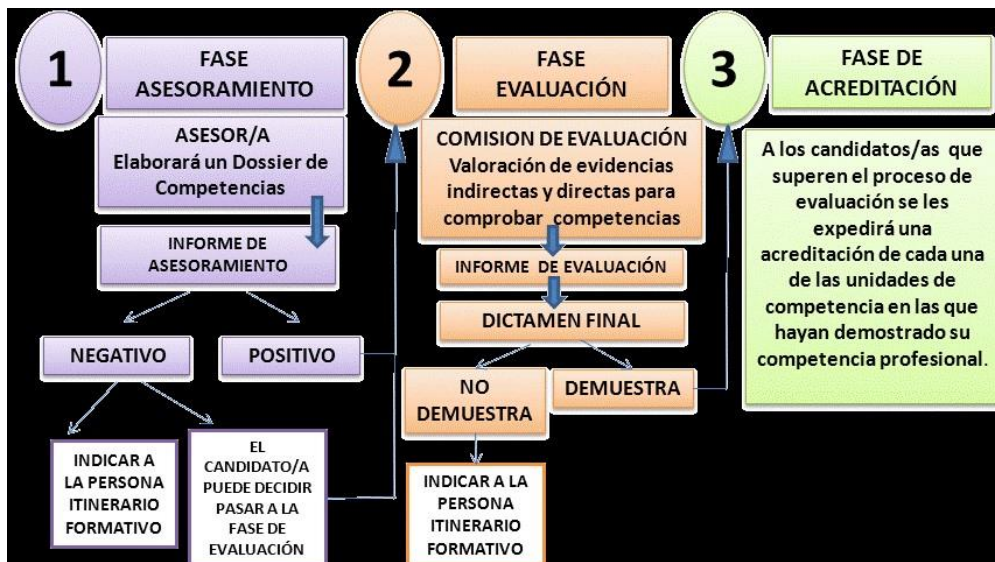 1
FASE
ASESORAMIENTO
ASESOR/A
Elaborará un Dossier de
Competencias
INFORME DE
ASESORAMIENTO
NEGATIVO
POSITIVO
INDICAR A
LA PERSONA
ITINERARIO
FORMATIVO
EL
CANDIDATO/A
PUEDE DECIDIR
PASAR A LA
FASE DE
EVALUACIÓN
2
FASE
EVALUACIÓN
COMISION DE EVALUACIÓN
Valoración de evidencias
indirectas y directas para
comprobar competencias
INFORME DE EVALUACIÓN
DICTAMEN FINAL
NO
DEMUESTRA
DEMUESTRA
INDICAR A LA
PERSONA
ITINERARIO
FORMATIVO
3
FASE DE
ACREDITACIÓN
A los candidatos/as que
superen el proceso de
evaluación se les
expedirá una
acreditación de cada una
de las unidades de
competencia en las que
hayan demostrado su
competencia profesional.